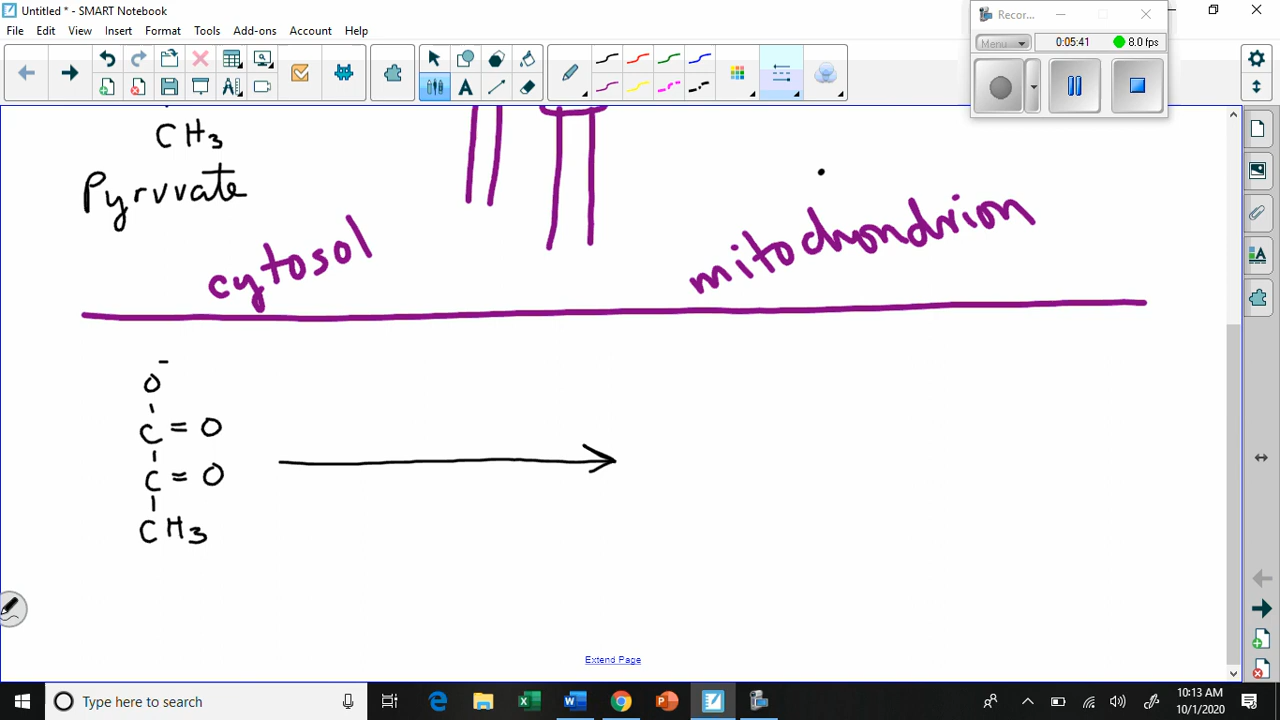 Untitled * - SMART Notebook
File Edit View Insert Format Tools Add-ons Account Help
Recor...
Menu
0:05:41
8.0 fps
CH3
Pyruvate
cytosol
mitochondrion
O-
C = O
C = O
CH3
Extend Page
Type here to search
10:13 AM
10/1/2020